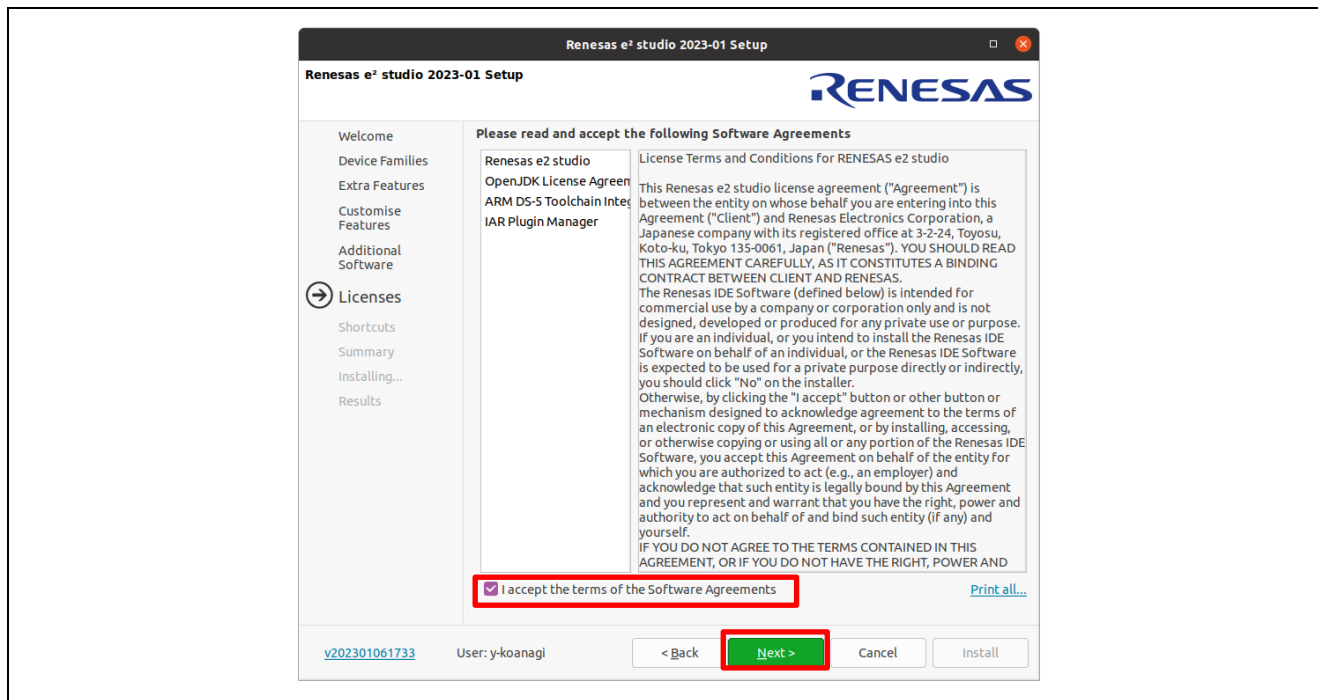 Renesas e² studio 2023-01 Setup
Renesas e² studio 2023-01 Setup
RENESAS
Welcome
Device Families
Extra Features
Customise
Features
Additional
Software
Licenses
Shortcuts
Summary
Installing...
Results
Please read and accept the following Software Agreements
Renesas e2 studio
OpenJDK License Agreem
ARM DS-5 Toolchain Integ
IAR Plugin Manager
License Terms and Conditions for RENESAS e2 studio
This Renesas e2 studio license agreement ("Agreement") is
between the entity on whose behalf you are entering into this
Agreement ("Client") and Renesas Electronics Corporation, a
Japanese company with its registered office at 3-2-24, Toyosu,
Koto-ku, Tokyo 135-0061, Japan ("Renesas"). YOU SHOULD READ
THIS AGREEMENT CAREFULLY, AS IT CONSTITUTES A BINDING
CONTRACT BETWEEN CLIENT AND RENESAS.
The Renesas IDE Software (defined below) is intended for
commercial use by a company or corporation only and is not
designed, developed or produced for any private use or purpose.
If you are an individual, or you intend to install the Renesas IDE
Software on behalf of an individual, or the Renesas IDE Software
is expected to be used for a private purpose directly or indirectly,
you should click "No" on the installer.
Otherwise, by clicking the "I accept" button or other button or
mechanism designed to acknowledge agreement to the terms of
an electronic copy of this Agreement, or by installing, accessing,
or otherwise copying or using all or any portion of the Renesas IDE
Software, you accept this Agreement on behalf of the entity for
which you are authorized to act (e.g., an employer) and
acknowledge that such entity is legally bound by this Agreement
and you represent and warrant that you have the right, power and
authority to act on behalf of and bind such entity (if any) and
yourself.
IF YOU DO NOT AGREE TO THE TERMS CONTAINED IN THIS
AGREEMENT, OR IF YOU DO NOT HAVE THE RIGHT, POWER AND
I accept the terms of the Software Agreements
Print all...
v202301061733
User: y-koanagi
< Back
Next >
Cancel
Install